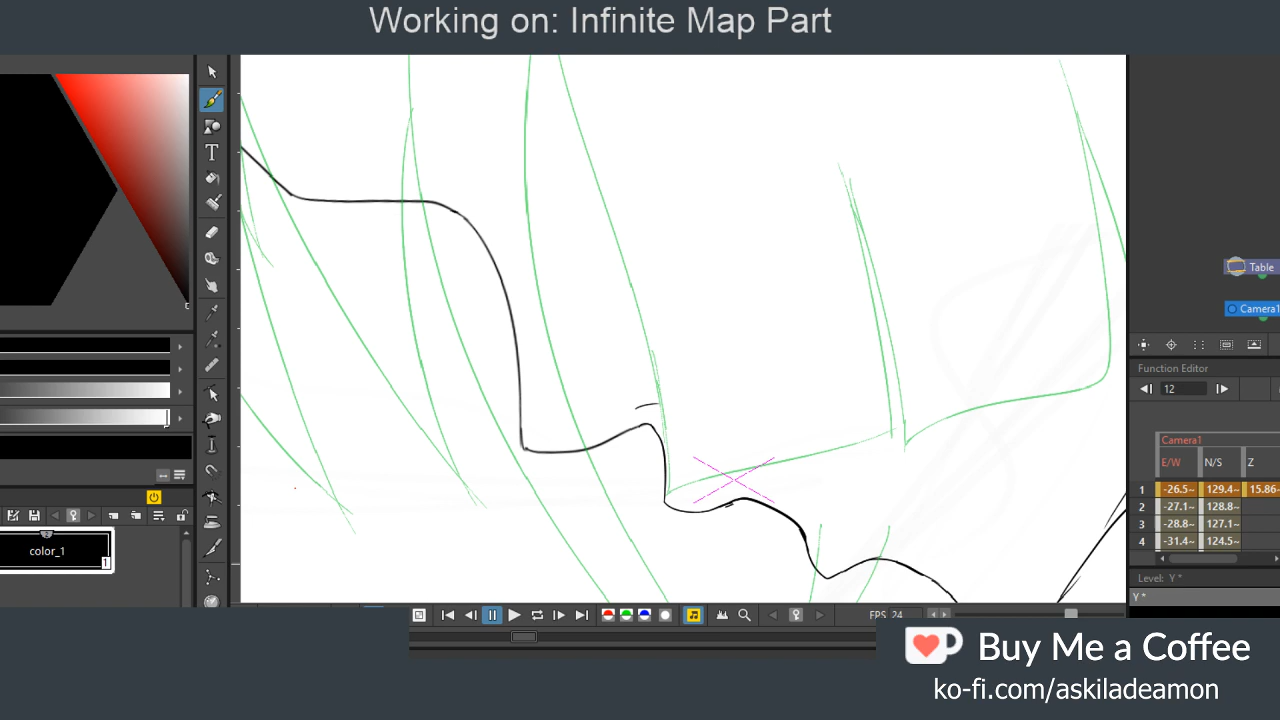 Working on: Infinite Map Part
T
Table
Camera1
Function Editor
12
Camera1
E/W N/S Z
1 -26.5~ 129.4~ 15.86~
2 -27.1~ 128.8~
3 -28.8~ 127.1~
4 -31.4~ 124.5~
color_1
1
Level: Y *
Y *
FPS 24
Buy Me a Coffee
ko-fi.com/askiladeamon